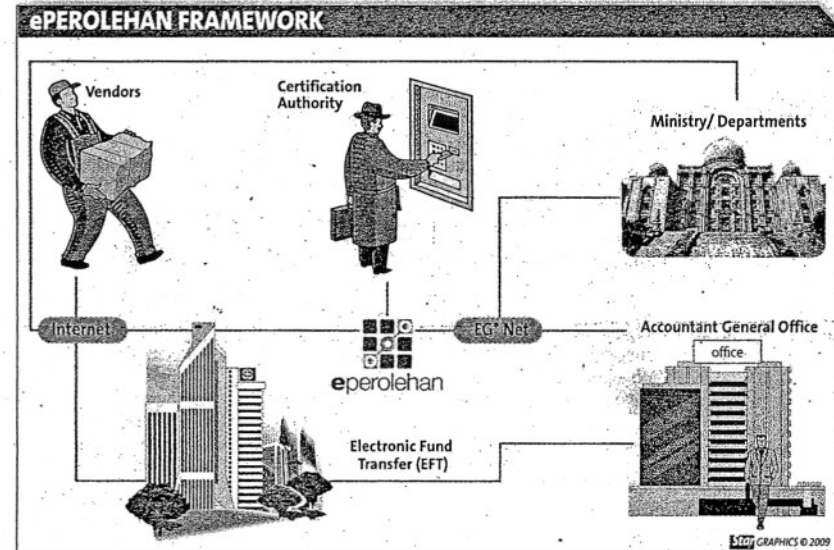 ePEROLEHAN FRAMEWORK
Vendors
Certification
Authority
Ministry/ Departments
Internet
EG* Net
Accountant General Office
office
eperolehan
Electronic Fund
Transfer (EFT)
Star GRAPHICS © 2009